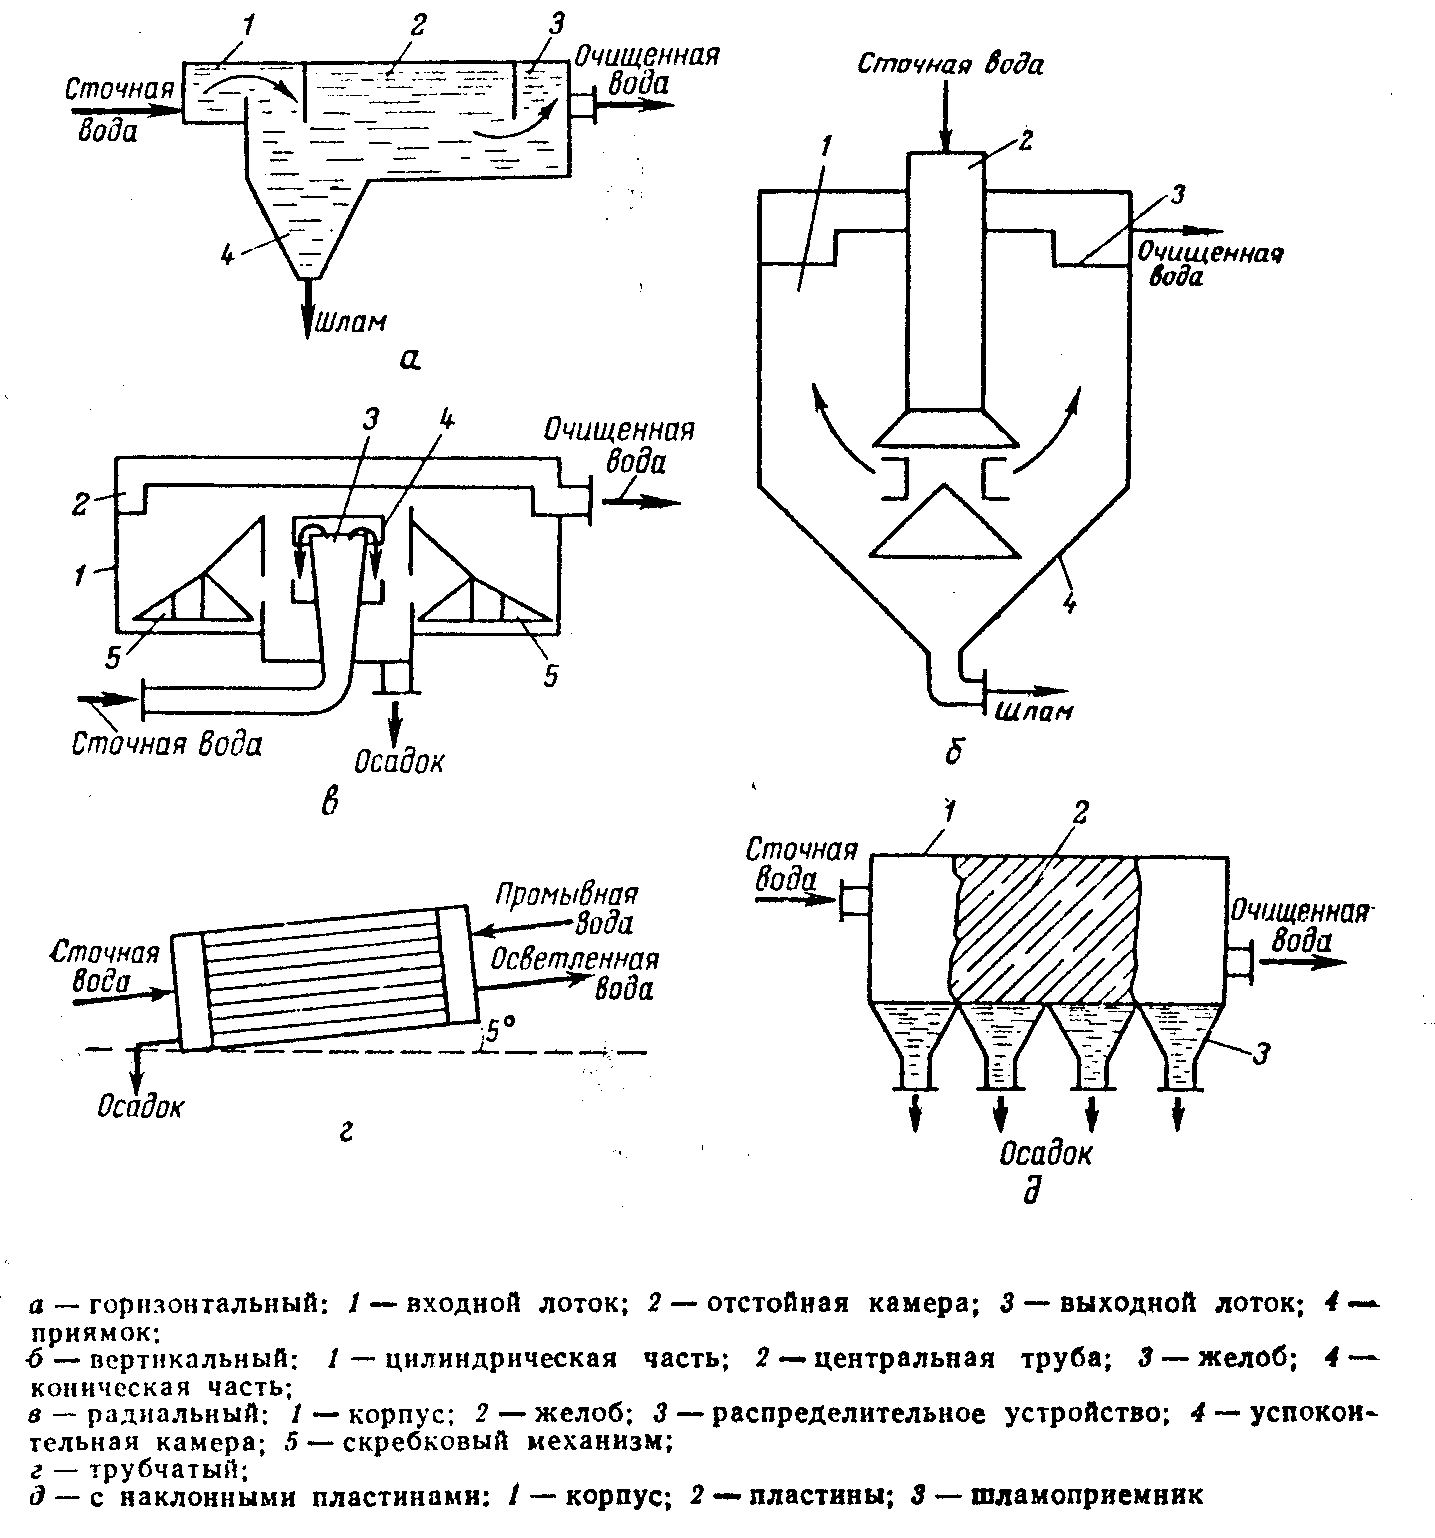 1
2
3
Сточная
вода
Очищенная
вода
4
Шлам
а
Сточная вода
1
2
3
Очищенная
вода
4
Шлам
б
3
4
Очищенная
вода
2
1
5
5
Сточная вода
Осадок
в
Промывная
вода
Сточная
вода
Осветленная
вода
5°
Осадок
г
1
2
Сточная
вода
Очищенная
вода
3
Осадок
д
а — горизонтальный: 1 — входной лоток; 2 — отстойная камера; 3 — выходной лоток; 4 —
приямок;
б — вертикальный: 1 — цилиндрическая часть; 2 — центральная труба; 3 — желоб; 4 —
коническая часть;
в — радиальный: 1 — корпус; 2 — желоб; 3 — распределительное устройство; 4 — успокои-
тельная камера; 5 — скребковый механизм;
г — трубчатый;
д — с наклонными пластинами: 1 — корпус; 2 — пластины; 3 — шламоприемник